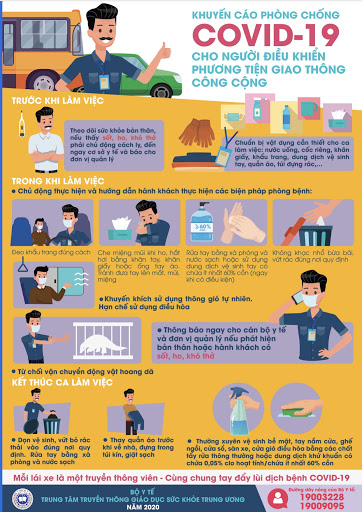 KHUYẾN CÁO PHÒNG CHỐNG
COVID-19
CHO NGƯỜI ĐIỀU KHIỂN
PHƯƠNG TIỆN GIAO THÔNG
CÔNG CỘNG
TRƯỚC KHI LÀM VIỆC
Theo dõi sức khỏe bản thân,
nếu thấy sốt, ho, khó thở
phải chủ động cách ly, đến
ngay cơ sở y tế và báo cho
đơn vị quản lý
Chuẩn bị vật dụng cần thiết cho ca
làm việc: nước uống, cốc riêng, khăn
giấy, khẩu trang, dung dịch vệ sinh
tay, quần áo, túi đựng rác,...
TRONG KHI LÀM VIỆC
• Chủ động thực hiện và hướng dẫn hành khách thực hiện các biện pháp phòng bệnh:
≥ 60%
Đeo khẩu trang đúng cách
Che miệng mũi khi ho, hắt
hơi bằng khăn tay, khăn
giấy hoặc ống tay áo.
Tránh đưa tay lên mắt, mũi,
miệng
Rửa tay bằng xà phòng và
nước sạch hoặc sử dụng
dung dịch vệ sinh tay có
chứa ít nhất 60% cồn (ngay
khi có điều kiện)
Không khạc nhổ bừa bãi,
vứt rác đúng nơi quy định
• Khuyến khích sử dụng thông gió tự nhiên.
Hạn chế sử dụng điều hòa
• Thông báo ngay cho cán bộ y tế
và đơn vị quản lý nếu phát hiện
bản thân hoặc hành khách có
sốt, ho, khó thở
• Từ chối vận chuyển động vật hoang dã
KẾT THÚC CA LÀM VIỆC
• Dọn vệ sinh, vứt bỏ rác
thải vào đúng nơi quy
định. Rửa tay bằng xà
phòng và nước sạch
• Thay quần áo trước
khi về nhà, đựng trong
túi kín, giặt sạch
• Thường xuyên vệ sinh bề mặt, tay nắm cửa, ghế
ngồi, cửa sổ, sàn xe, cửa gió điều hòa bằng các chất
tẩy rửa thông thường hoặc dung dịch khử khuẩn có
chứa 0,05% clo hoạt tính/chứa ít nhất 60% cồn
Mỗi lái xe là một truyền thông viên - Cùng chung tay đẩy lùi dịch bệnh COVID-19
BỘ Y TẾ
TRUNG TÂM TRUYỀN THÔNG GIÁO DỤC SỨC KHỎE TRUNG ƯƠNG
NĂM 2020
Đường dây nóng của Bộ Y tế
19003228
19009095